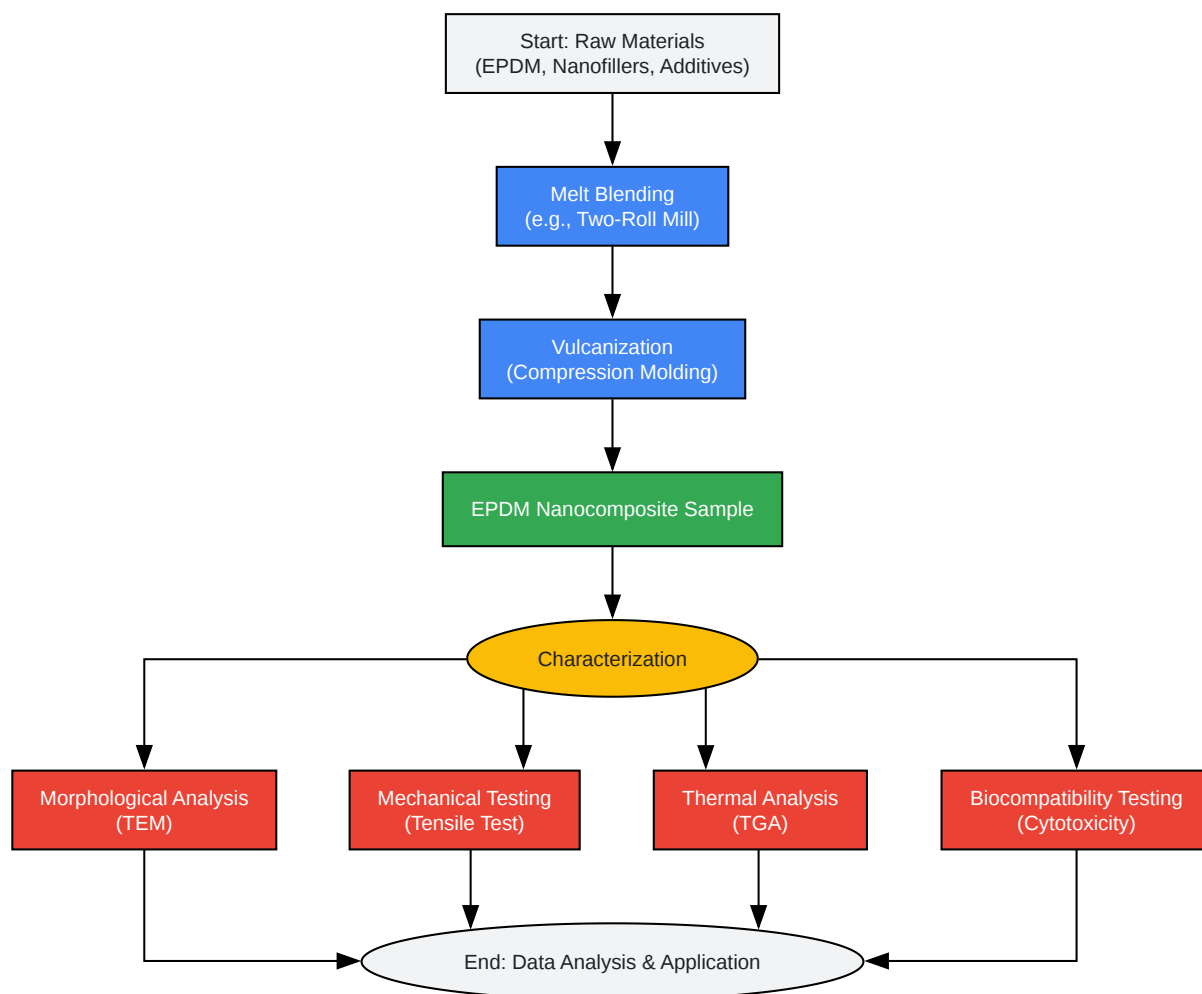 Start: Raw Materials
(EPDM, Nanofillers, Additives)
Melt Blending
(e.g., Two-Roll Mill)
Vulcanization
(Compression Molding)
EPDM Nanocomposite Sample
Characterization
Morphological Analysis
(TEM)
Mechanical Testing
(Tensile Test)
Thermal Analysis
(TGA)
Biocompatibility Testing
(Cytotoxicity)
End: Data Analysis & Application